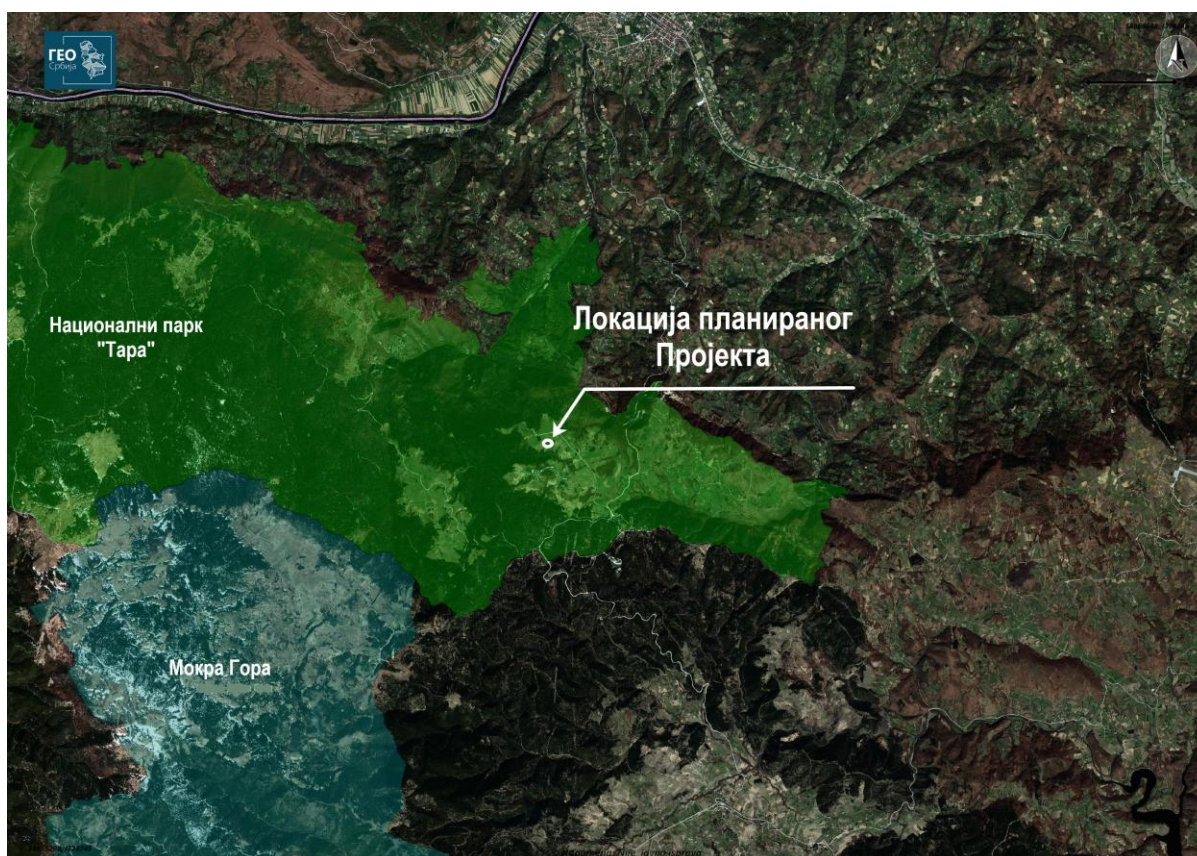 ГЕО
Србија
Национални парк
"Тара"
Локација планираног
Пројекта
Мокра Гора